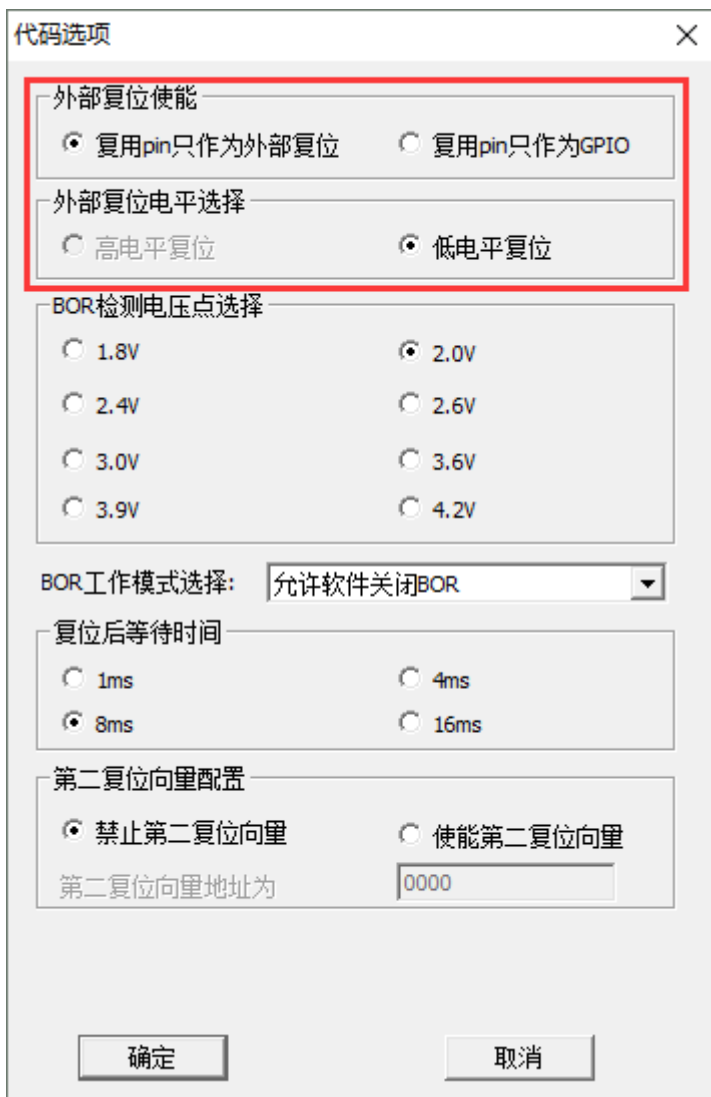 代码选项
外部复位使能
复用pin只作为外部复位 复用pin只作为GPIO
外部复位电平选择
高电平复位 低电平复位
BOR检测电压点选择
1.8V 2.0V
2.4V 2.6V
3.0V 3.6V
3.9V 4.2V
BOR工作模式选择: 允许软件关闭BOR
复位后等待时间
1ms 4ms
8ms 16ms
第二复位向量配置
禁止第二复位向量 使能第二复位向量
第二复位向量地址为 0000
确定 取消